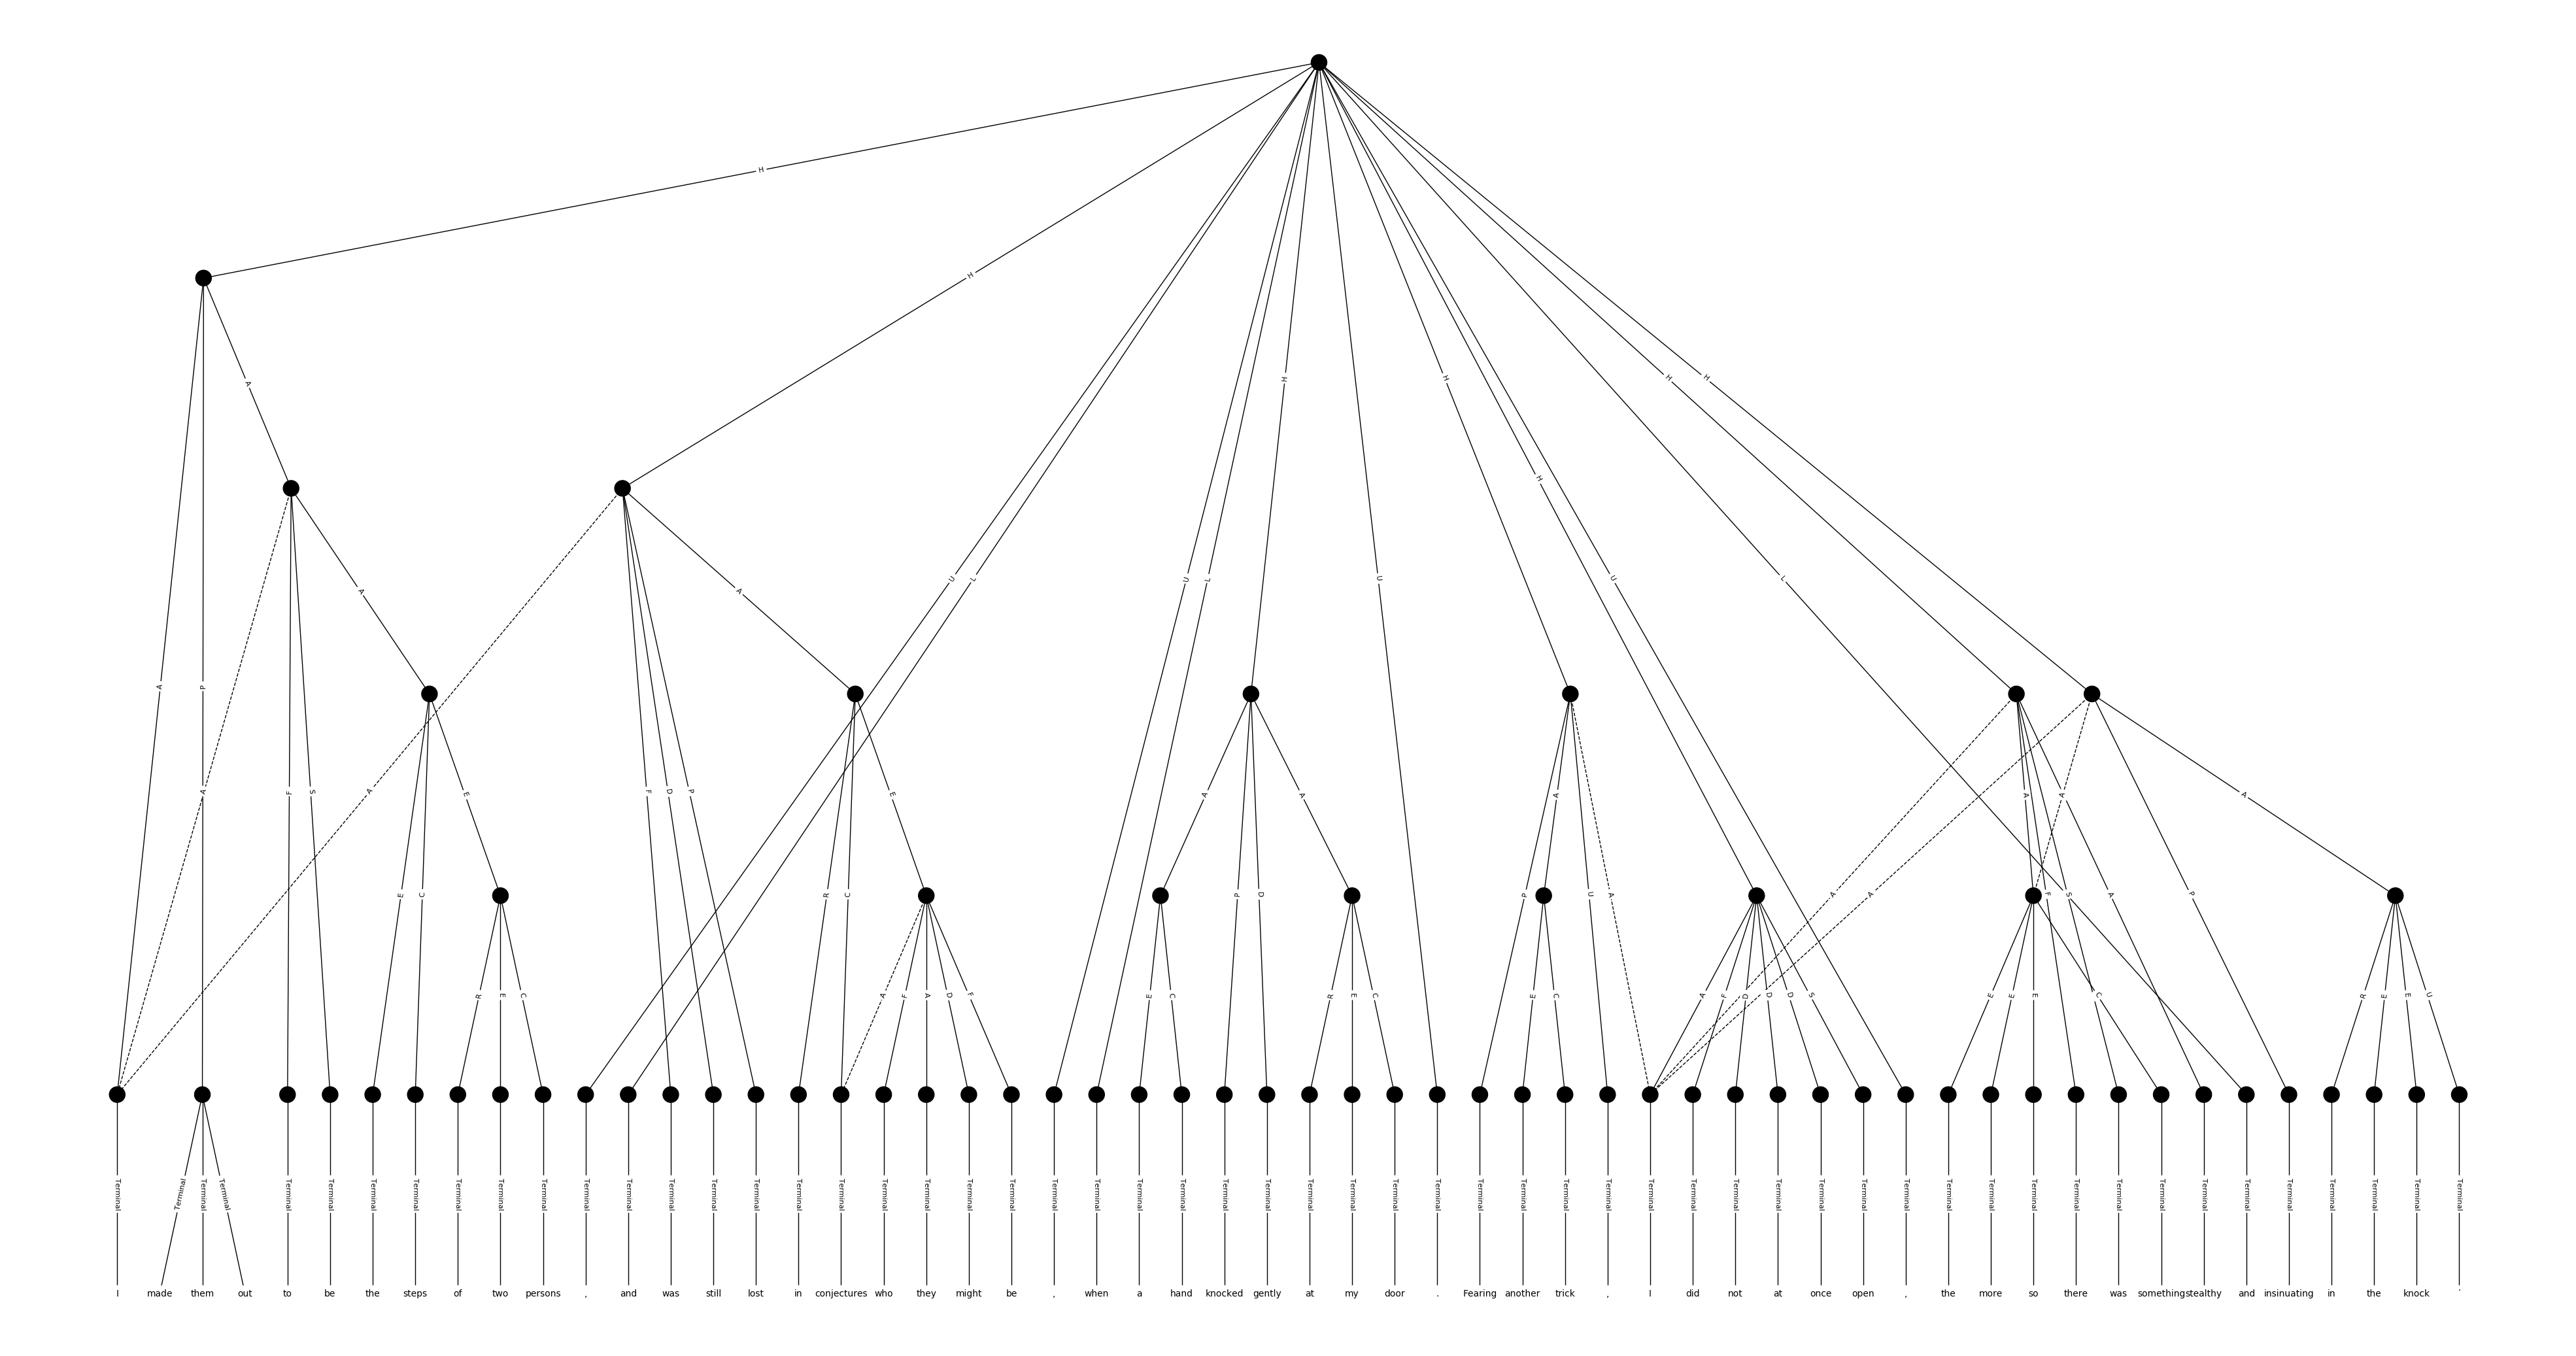 H
H
H
H
H
H
H
A
U
L
U
L
U
U
L
A
A
A
P
A
F
S
A
F
D
P
E
A
A
A
A
A
A
A
E
C
R
C
E
P
D
P
U
A
A
A
F
S
A
P
R
E
C
A
F
A
D
F
E
C
R
E
C
E
C
A
F
D
D
D
S
E
E
E
C
R
E
E
U
Terminal Terminal Terminal Terminal Terminal Terminal Terminal Terminal Terminal Terminal Terminal Terminal Terminal Terminal Terminal Terminal Terminal Terminal Terminal Terminal Terminal Terminal Terminal Terminal Terminal Terminal Terminal Terminal Terminal Terminal Terminal Terminal Terminal Terminal Terminal Terminal Terminal Terminal Terminal Terminal Terminal Terminal Terminal Terminal Terminal Terminal Terminal Terminal Terminal Terminal Terminal Terminal Terminal Terminal Terminal Terminal
I made them out to be the steps of two persons , and was still lost in conjectures who they might be , when a hand knocked gently at my door . Fearing another trick , I did not at once open , the more so there was something stealthy and insinuating in the knock .